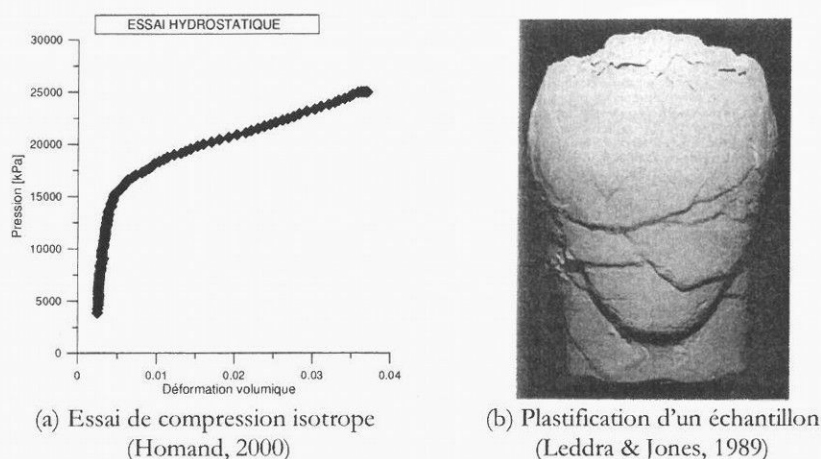 ESSAI HYDROSTATIQUE
30000
25000
20000
15000
10000
5000
0
Pression [kPa]
0
0.01
0.02
0.03
0.04
Déformation volumique
(a) Essai de compression isotrope
(Homand, 2000)
(b) Plastification d'un échantillon
(Leddra & Jones, 1989)